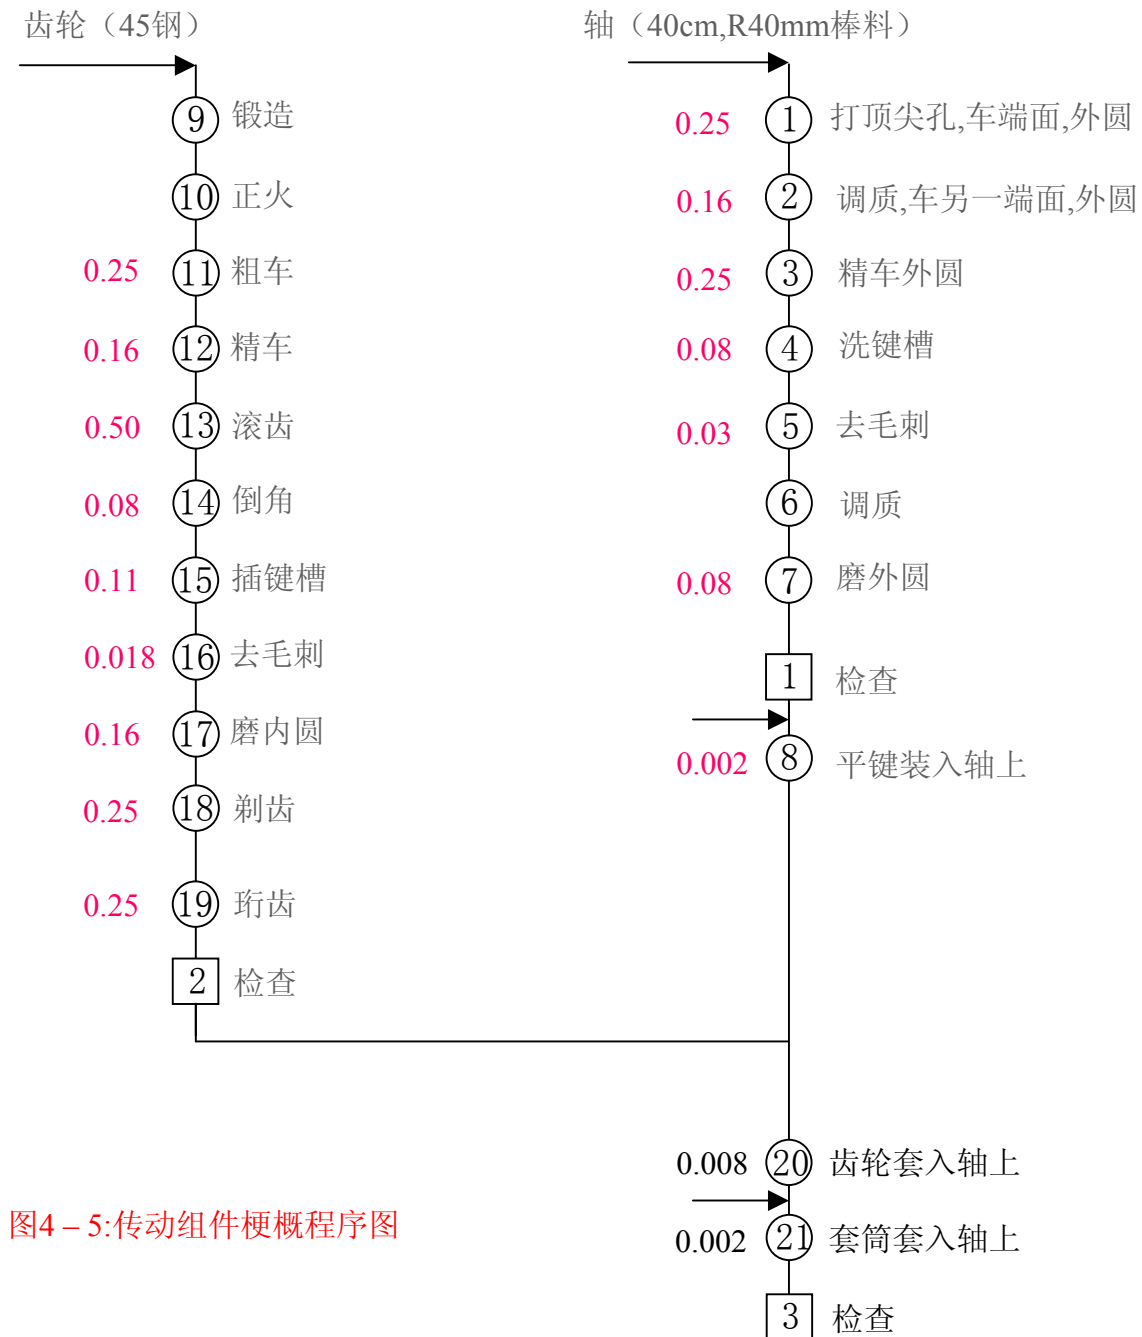 齿轮（45钢）
轴（40cm,R40mm棒料）
9 锻造
0.25 1 打顶尖孔,车端面,外圆
10 正火
0.16 2 调质,车另一端面,外圆
0.25 11 粗车
0.25 3 精车外圆
0.16 12 精车
0.08 4 洗键槽
0.50 13 滚齿
0.03 5 去毛刺
0.08 14 倒角
6 调质
0.11 15 插键槽
0.08 7 磨外圆
0.018 16 去毛刺
1 检查
0.16 17 磨内圆
0.002 8 平键装入轴上
0.25 18 剃齿
0.25 19 珩齿
2 检查
0.008 20 齿轮套入轴上
图4 – 5:传动组件梗概程序图
0.002 21 套筒套入轴上
3 检查